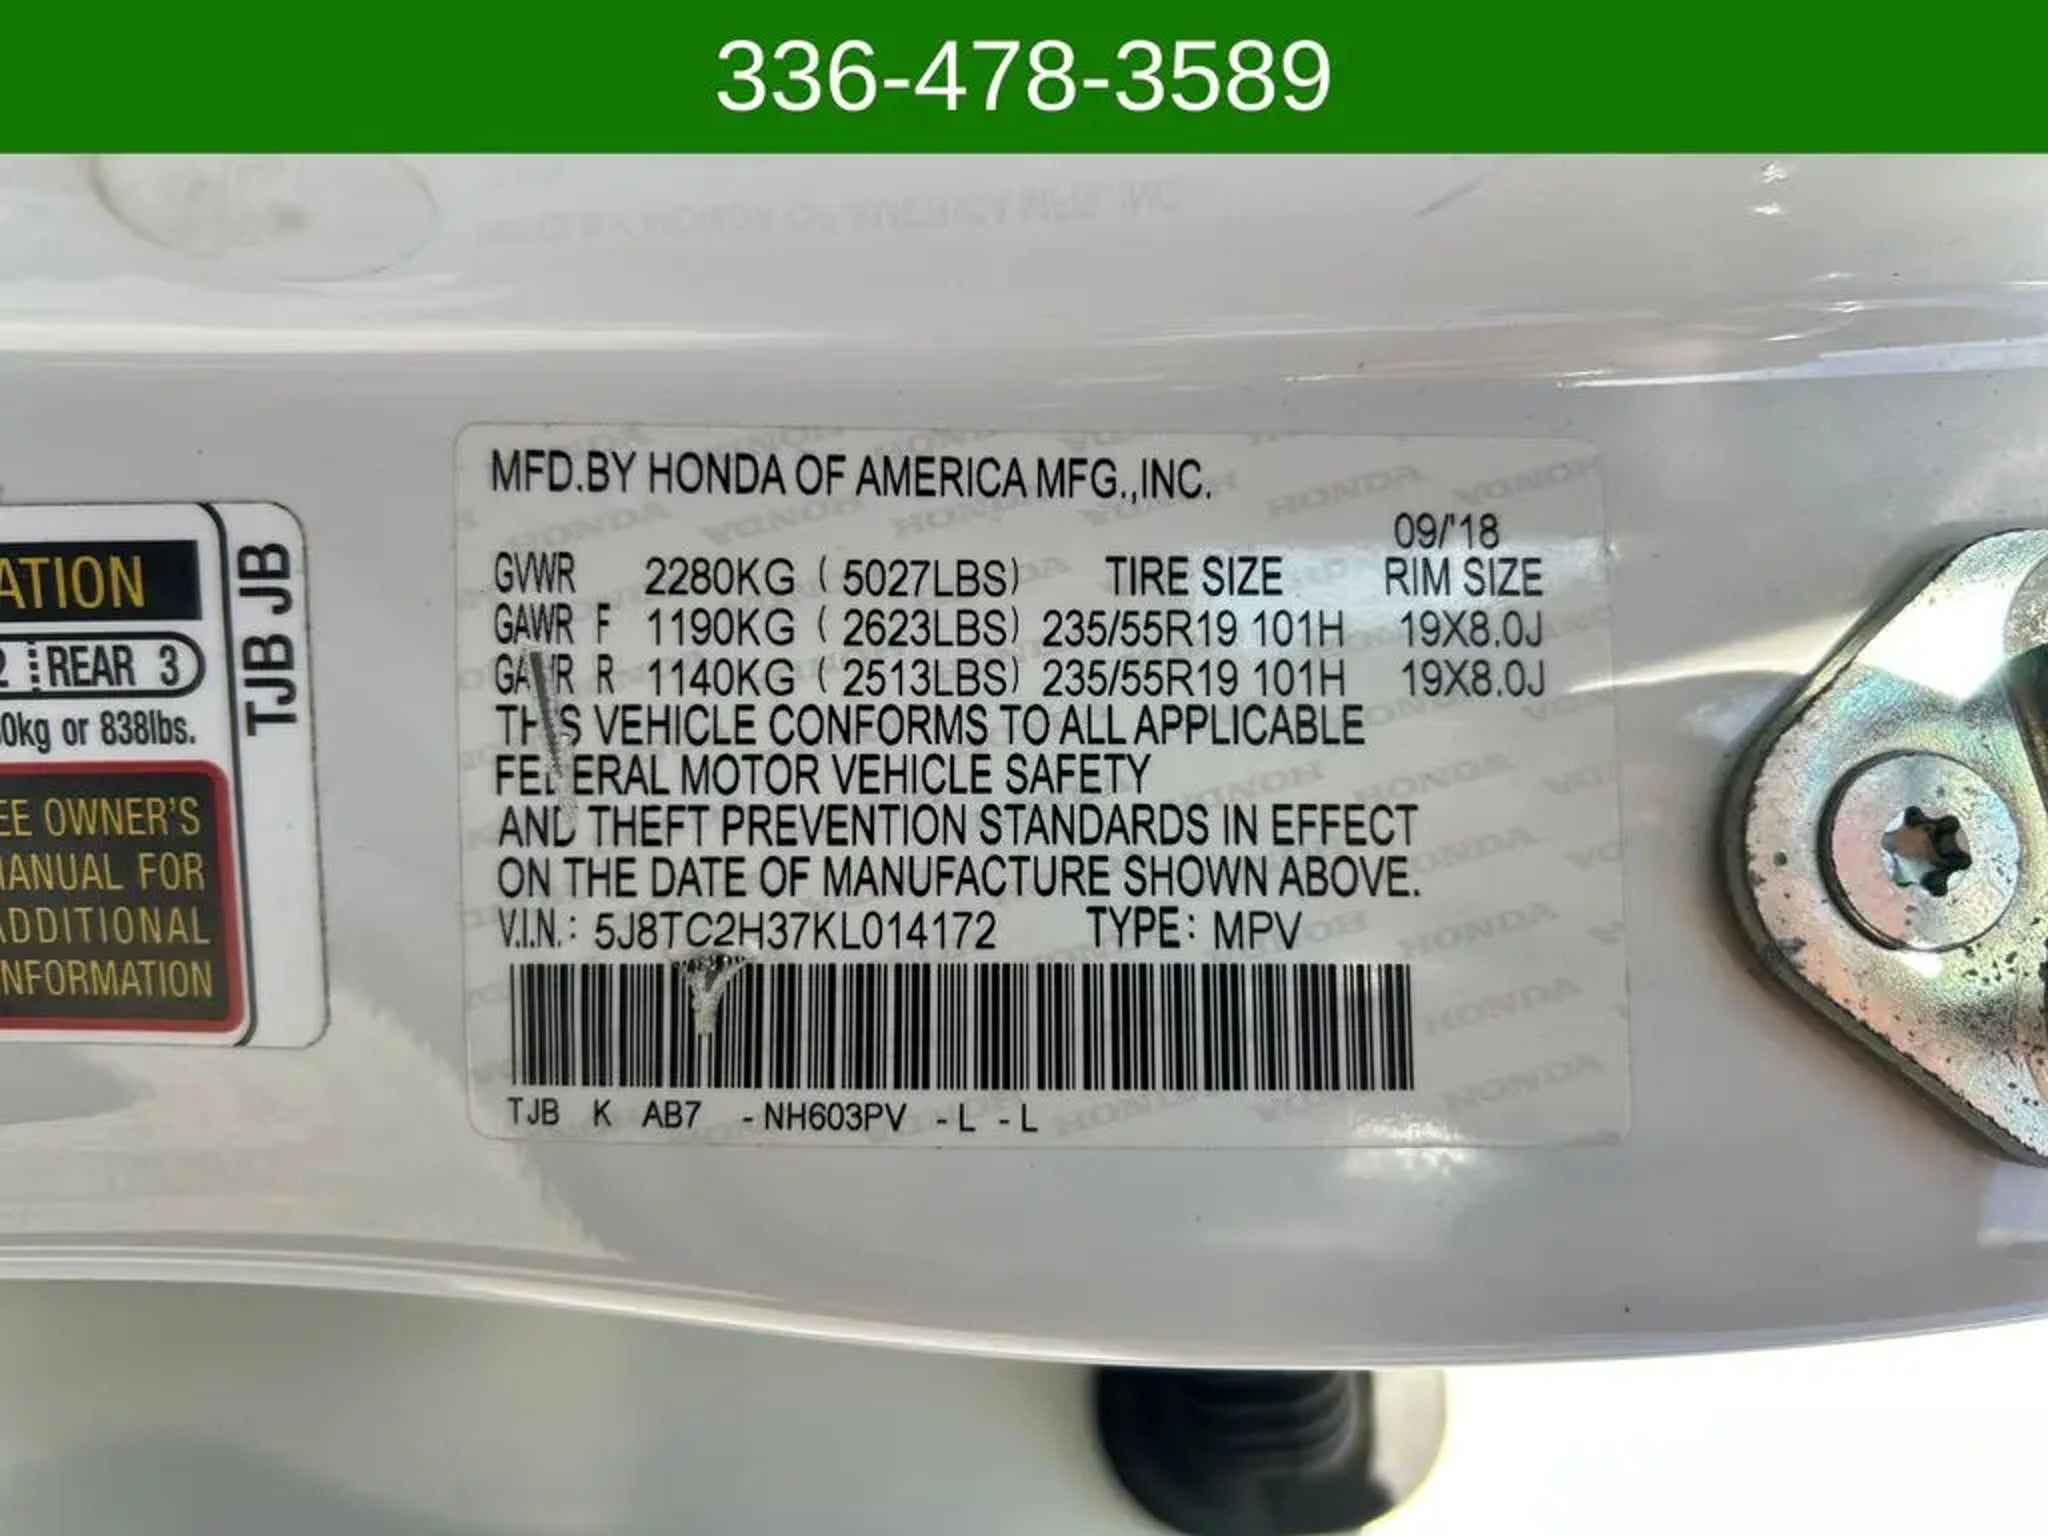 336-478-3589
MFD.BY HONDA OF AMERICA MFG.,INC.
09/'18
GVWR 2280KG ( 5027LBS) TIRE SIZE RIM SIZE
GAWR F 1190KG ( 2623LBS) 235/55R19 101H 19X8.0J
GAWR R 1140KG ( 2513LBS) 235/55R19 101H 19X8.0J
THIS VEHICLE CONFORMS TO ALL APPLICABLE
FEDERAL MOTOR VEHICLE SAFETY
AND THEFT PREVENTION STANDARDS IN EFFECT
ON THE DATE OF MANUFACTURE SHOWN ABOVE.
V.I.N.: 5J8TC2H37KL014172 TYPE: MPV
TJB K AB7 -NH603PV -L -L
ATION
2 REAR 3
0kg or 838lbs.
EE OWNER'S
MANUAL FOR
ADDITIONAL
INFORMATION
TJB JB